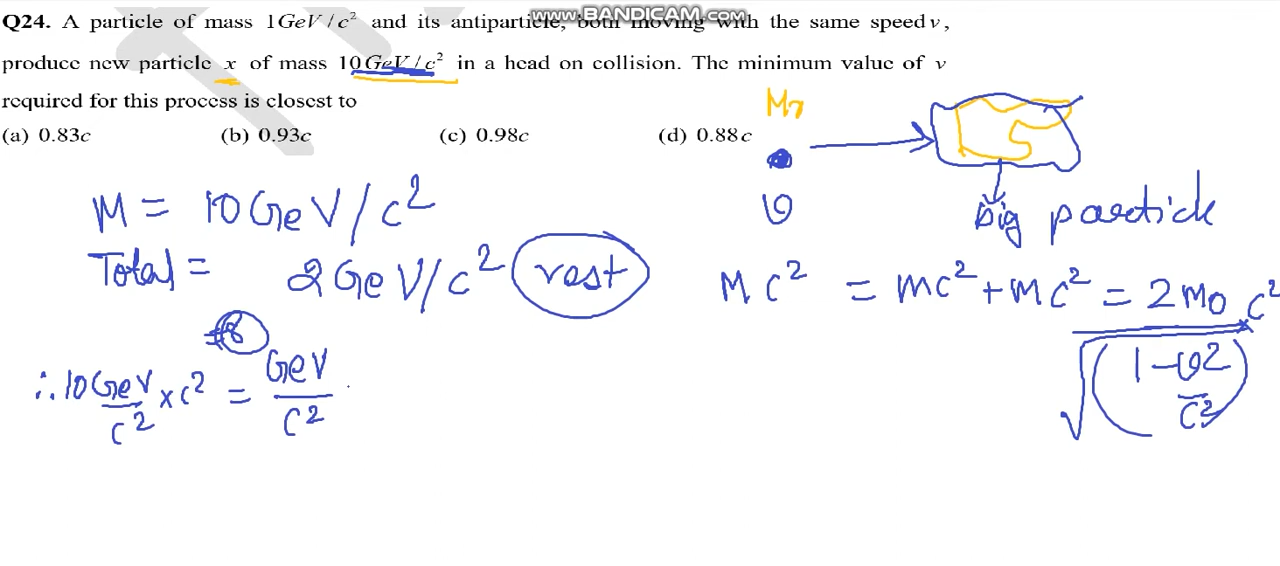 www.BANDICAM.com
Q24. A particle of mass 1GeV/c² and its antiparticle, both moving with the same speed v,
produce new particle x of mass 10GeV/c² in a head on collision. The minimum value of v
required for this process is closest to
(a) 0.83c (b) 0.93c (c) 0.98c (d) 0.88c
M = 10 GeV/c²
big particle
Total = 2 GeV/c² (rest)
Mc² = mc² + mc² = 2m₀c² / √(1-v²/c²)
∴ 10 GeV/c² × c² = GeV/c²